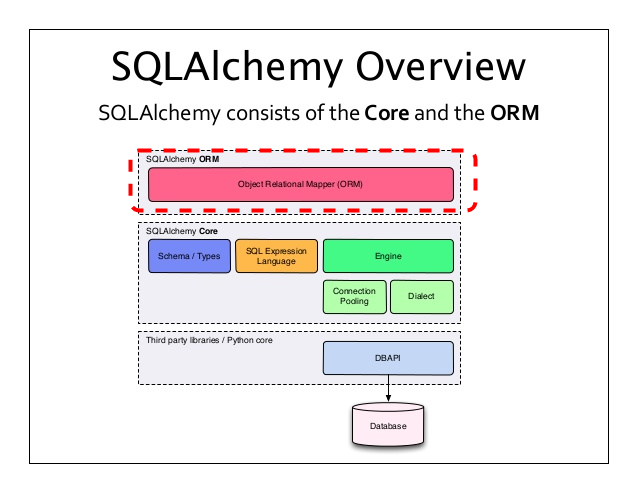 SQLAlchemy Overview
SQLAlchemy consists of the Core and the ORM
SQLAlchemy ORM
Object Relational Mapper (ORM)
SQLAlchemy Core
Schema / Types
SQL Expression
Language
Engine
Connection
Pooling
Dialect
Third party libraries / Python core
DBAPI
Database